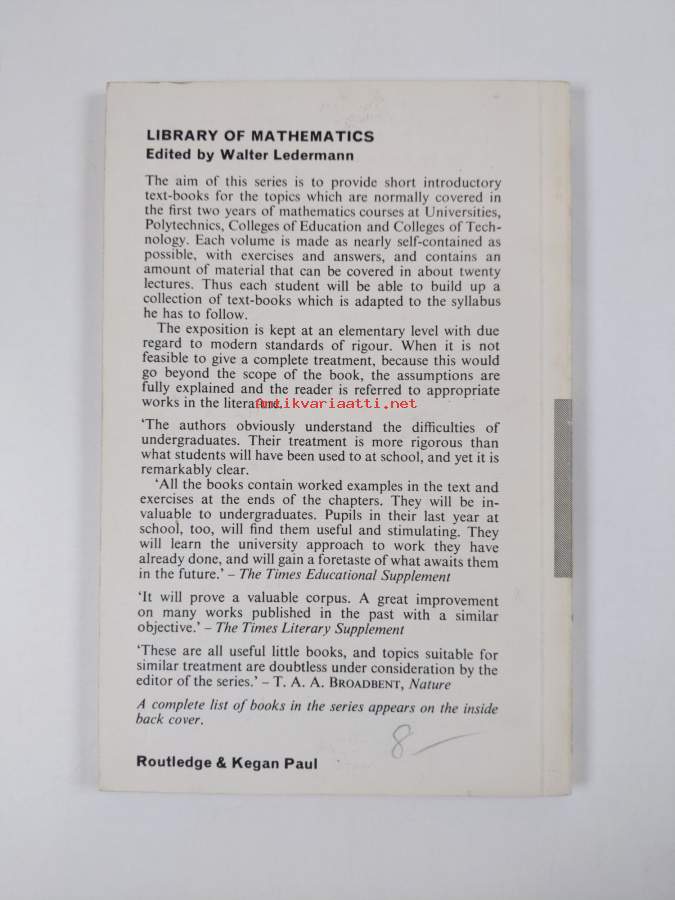 LIBRARY OF MATHEMATICS
Edited by Walter Ledermann
The aim of this series is to provide short introductory
text-books for the topics which are normally covered in
the first two years of mathematics courses at Universities,
Polytechnics, Colleges of Education and Colleges of Tech-
nology. Each volume is made as nearly self-contained as
possible, with exercises and answers, and contains an
amount of material that can be covered in about twenty
lectures. Thus each student will be able to build up a
collection of text-books which is adapted to the syllabus
he has to follow.
The exposition is kept at an elementary level with due
regard to modern standards of rigour. When it is not
feasible to give a complete treatment, because this would
go beyond the scope of the book, the assumptions are
fully explained and the reader is referred to appropriate
works in the literature.
Antikvariaatti.net
'The authors obviously understand the difficulties of
undergraduates. Their treatment is more rigorous than
what students will have been used to at school, and yet it is
remarkably clear.
'All the books contain worked examples in the text and
exercises at the ends of the chapters. They will be in-
valuable to undergraduates. Pupils in their last year at
school, too, will find them useful and stimulating. They
will learn the university approach to work they have
already done, and will gain a foretaste of what awaits them
in the future.' – The Times Educational Supplement
'It will prove a valuable corpus. A great improvement
on many works published in the past with a similar
objective.' – The Times Literary Supplement
'These are all useful little books, and topics suitable for
similar treatment are doubtless under consideration by the
editor of the series.' – T. A. A. BROADBENT, Nature
A complete list of books in the series appears on the inside
back cover.
8 —
Routledge & Kegan Paul